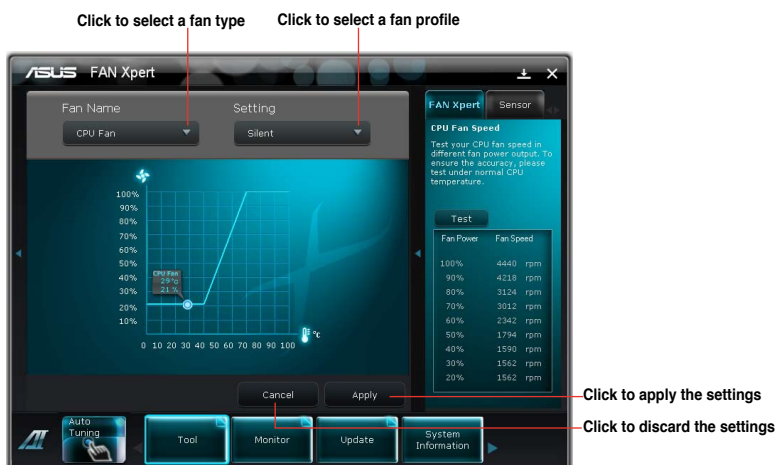 Click to select a fan type
Click to select a fan profile
ASUS FAN Xpert
Fan Name
Setting
CPU Fan
Silent
100%
90%
80%
70%
60%
50%
40%
30%
20%
10%
CPU Fan
29°c
21 %
0 10 20 30 40 50 60 70 80 90 100
°c
Cancel
Apply
FAN Xpert
Sensor
CPU Fan Speed
Test your CPU fan speed in
different fan power output. To
ensure the accuracy, please
test under normal CPU
temperature.
Test
Fan Power Fan Speed
100% 4440 rpm
90% 4218 rpm
80% 3124 rpm
70% 3012 rpm
60% 2342 rpm
50% 1794 rpm
40% 1590 rpm
30% 1562 rpm
20% 1562 rpm
Click to apply the settings
Click to discard the settings
Auto
Tuning
Tool
Monitor
Update
System
Information